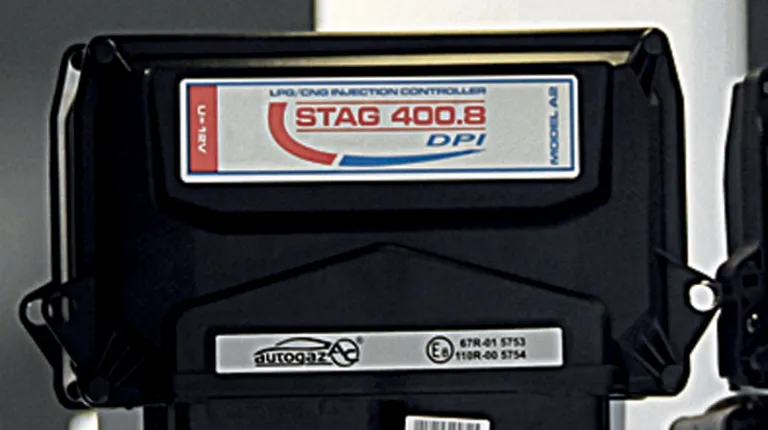 LPG/CNG INJECTION CONTROLLER
STAG 400.8
DPI
U=12V
MODEL A2
autogaz AC ®
E8 67R-01 5753
110R-00 5754